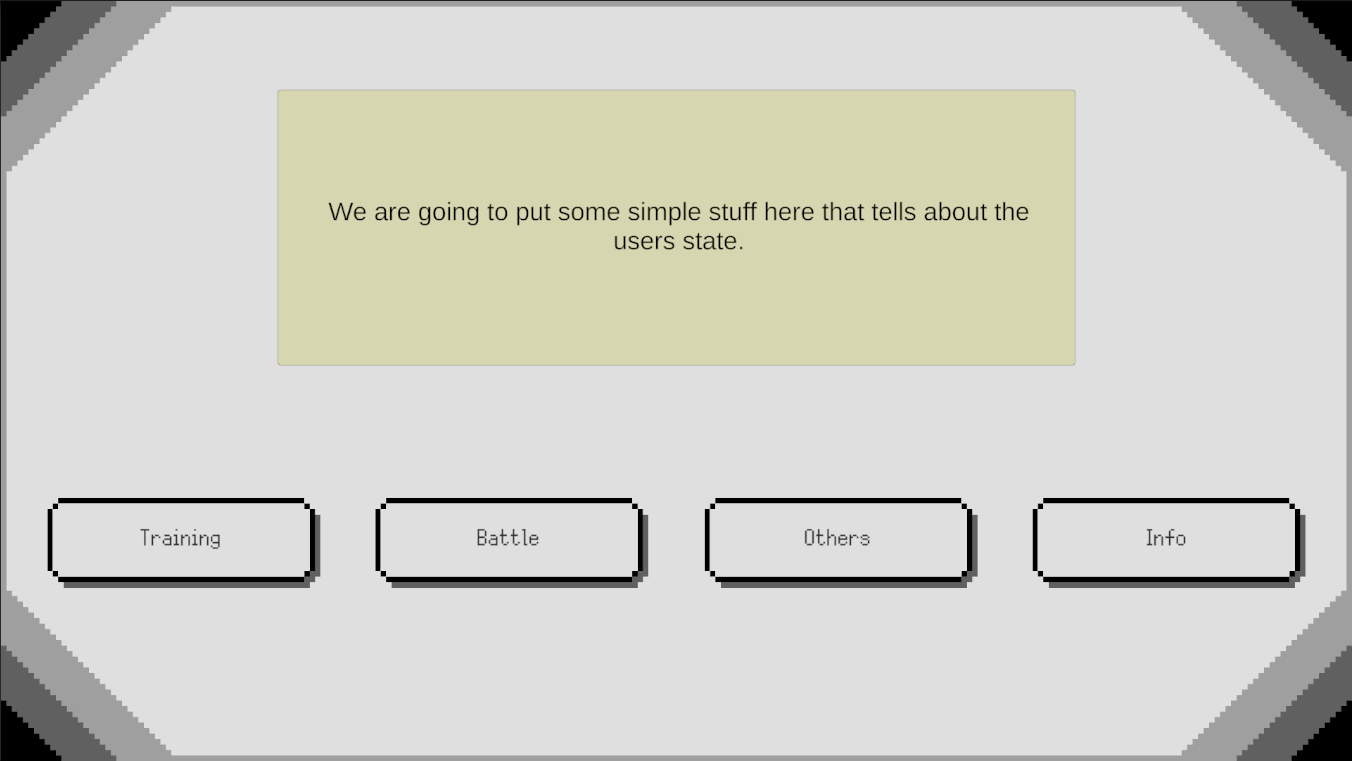 We are going to put some simple stuff here that tells about the
users state.
Training
Battle
Others
Info